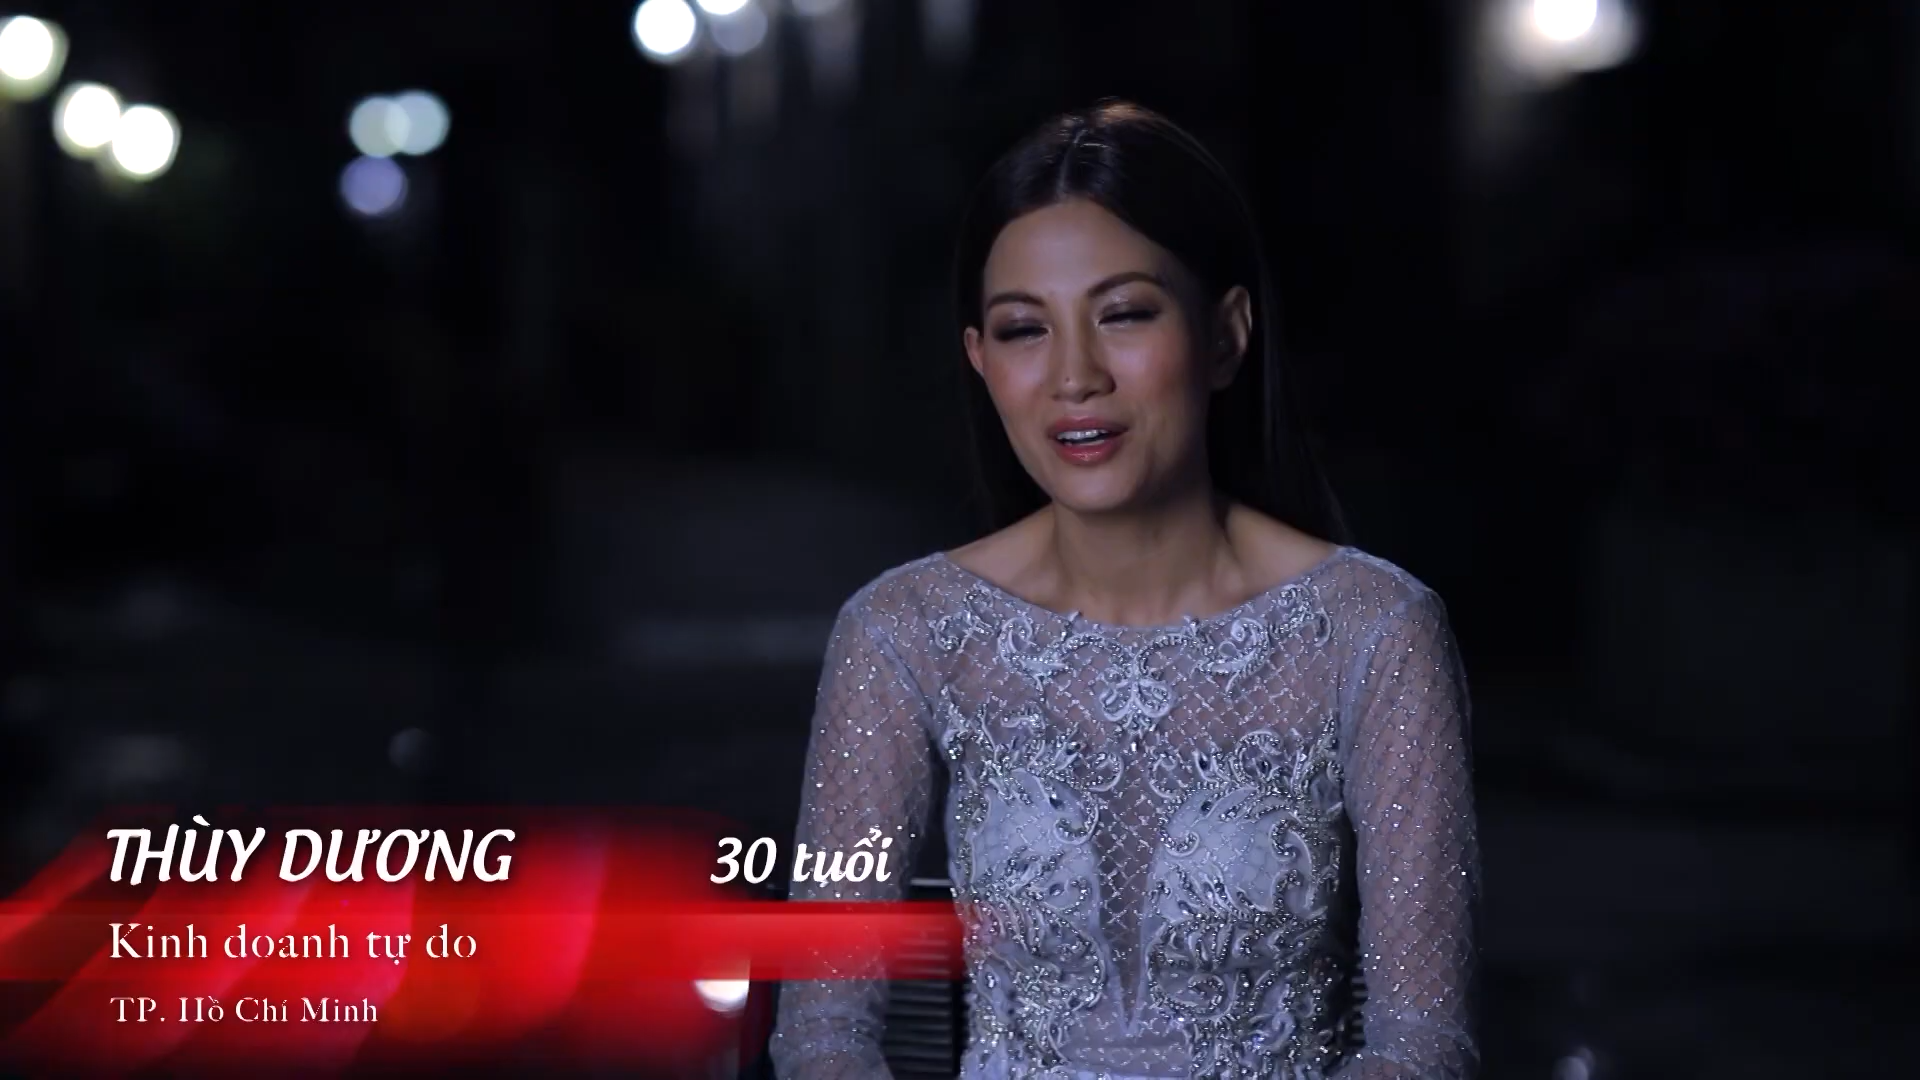 THÙY DƯƠNG 30 tuổi
Kinh doanh tự do
TP. Hồ Chí Minh